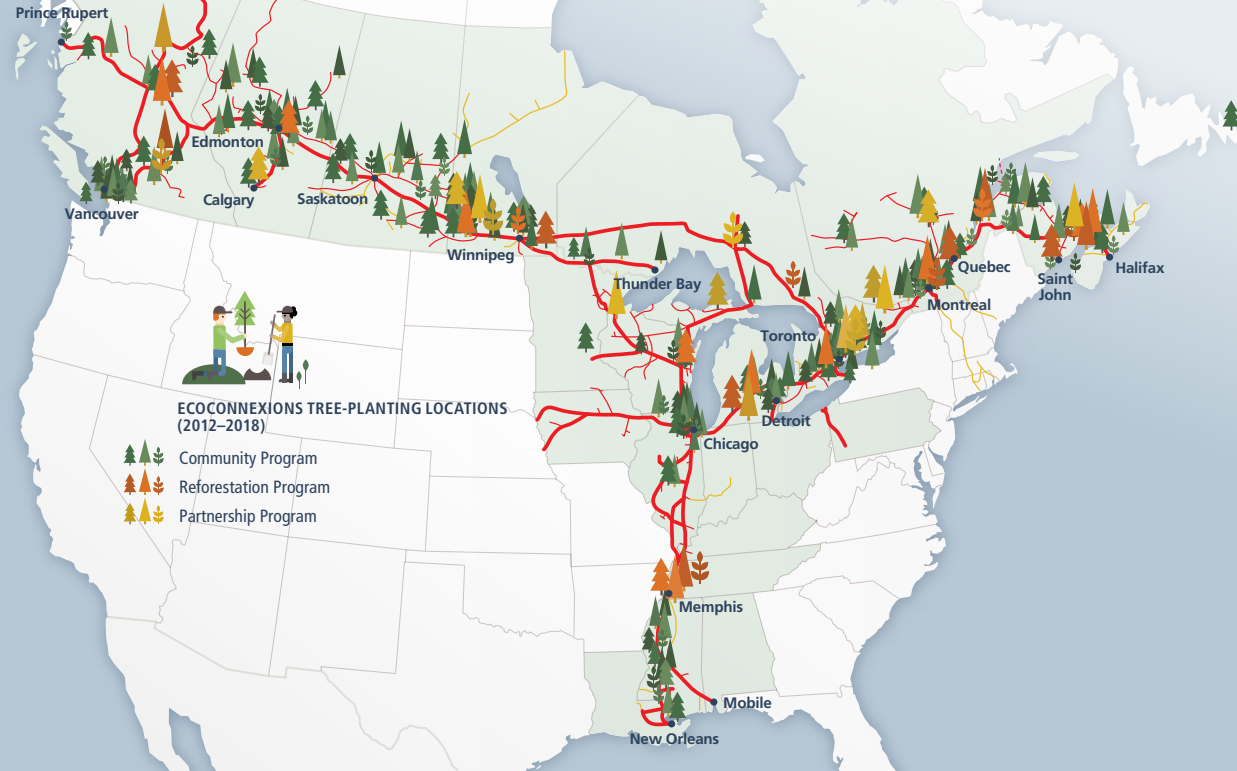 Prince Rupert
Edmonton
Calgary
Saskatoon
Vancouver
Winnipeg
Thunder Bay
Quebec
Halifax
Saint
John
Montreal
Toronto
Detroit
Chicago
ECOCONNEXIONS TREE-PLANTING LOCATIONS
(2012–2018)
Community Program
Reforestation Program
Partnership Program
Memphis
Mobile
New Orleans